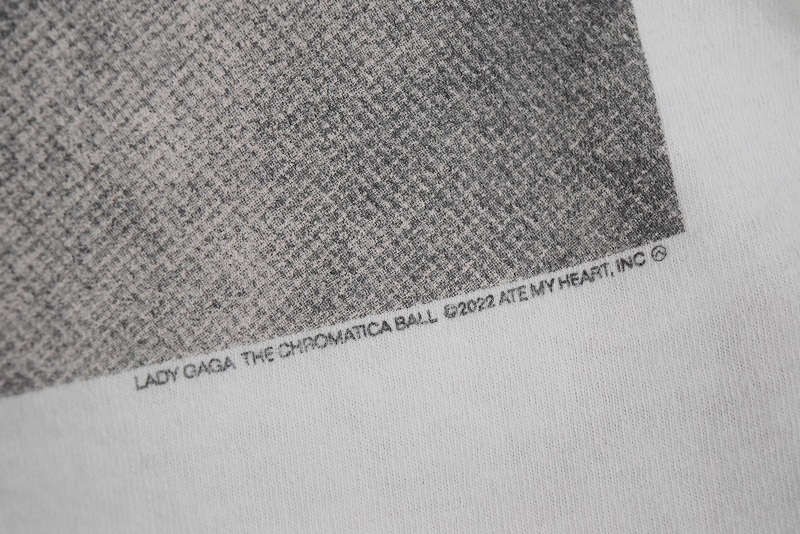 LADY GAGA THE CHROMATICA BALL ©2022 ATE MY HEART, INC